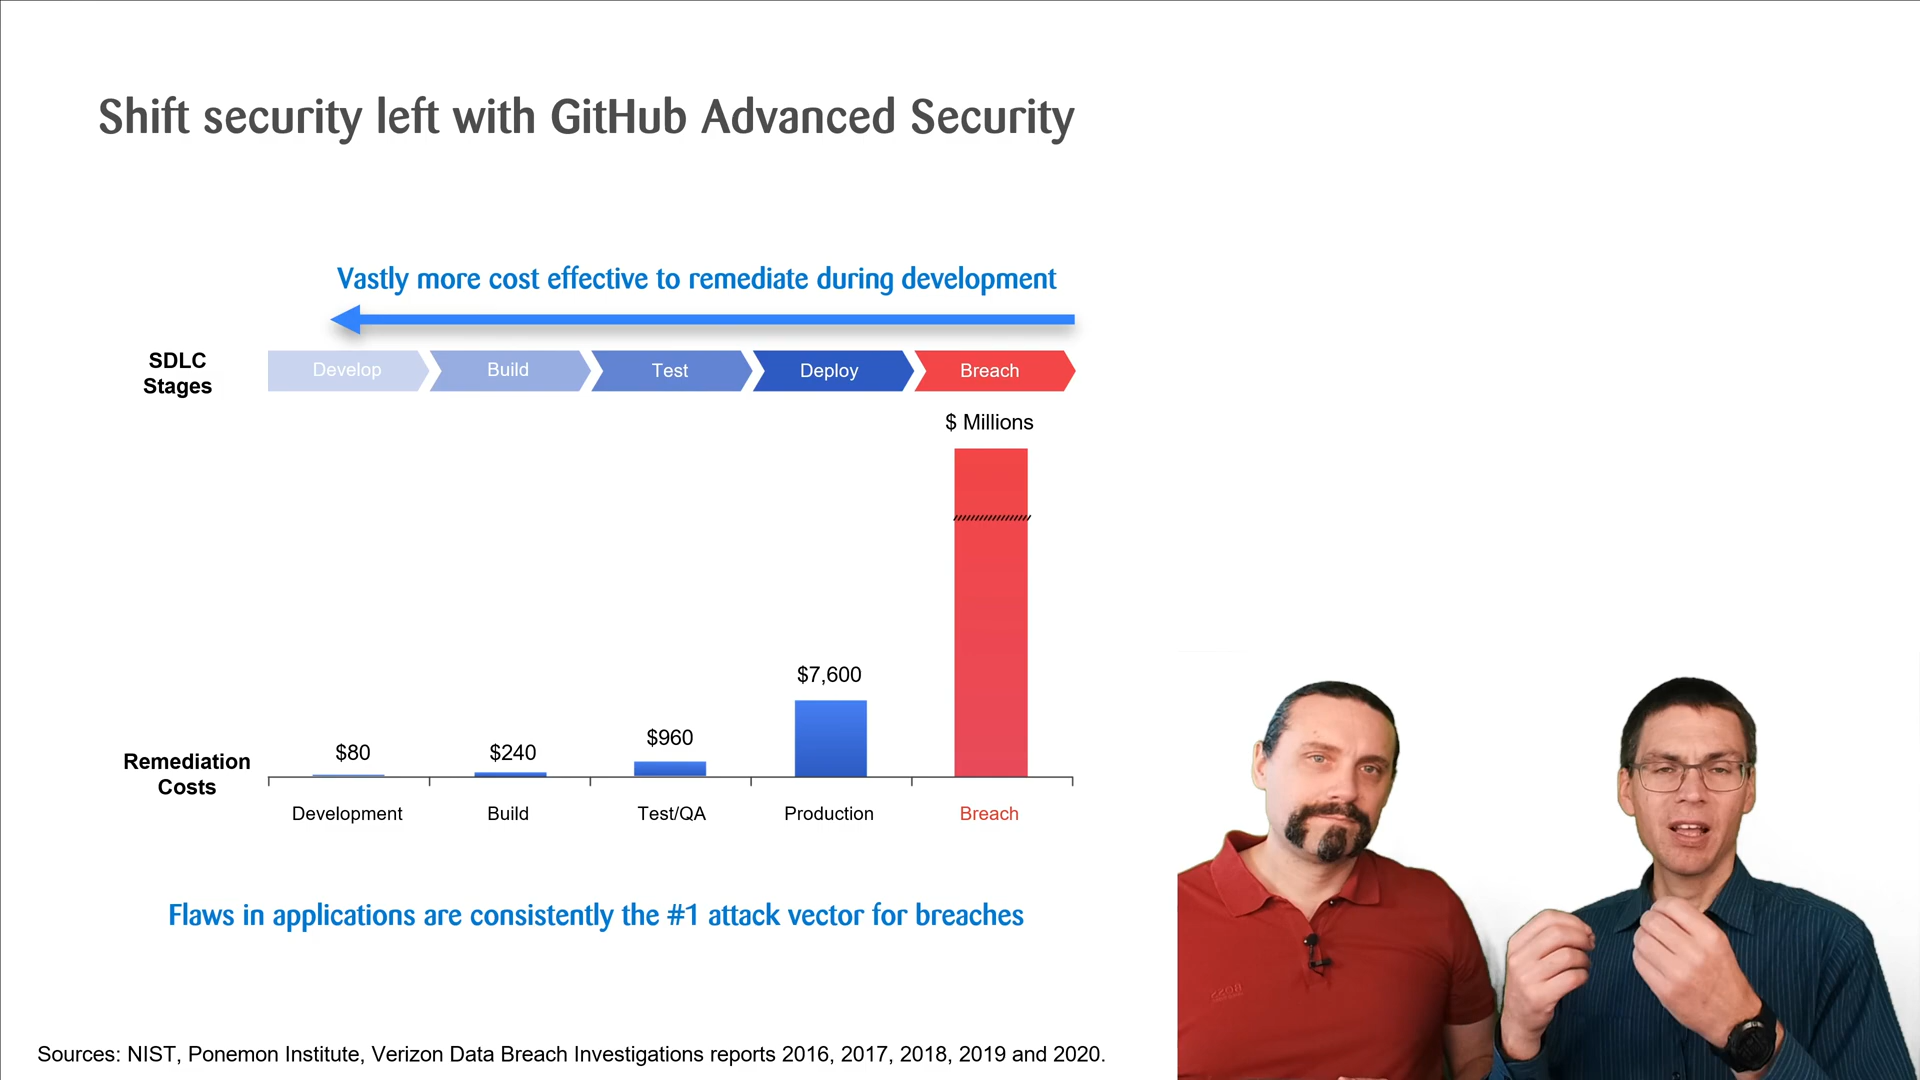 Shift security left with GitHub Advanced Security
Vastly more cost effective to remediate during development
SDLC
Stages
Develop
Build
Test
Deploy
Breach
$ Millions
$7,600
$960
$240
$80
Remediation
Costs
Development
Build
Test/QA
Production
Breach
Flaws in applications are consistently the #1 attack vector for breaches
Sources: NIST, Ponemon Institute, Verizon Data Breach Investigations reports 2016, 2017, 2018, 2019 and 2020.